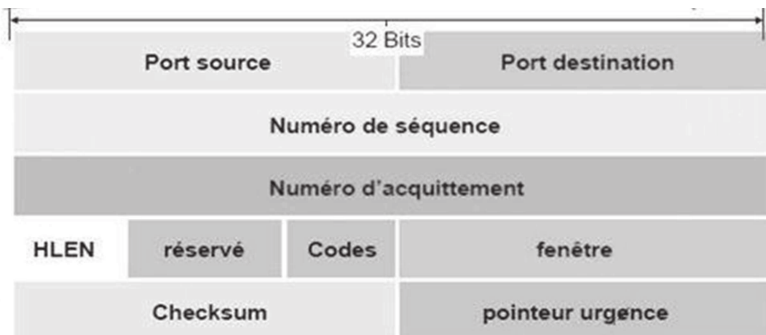 32 Bits
Port source Port destination
Numéro de séquence
Numéro d'acquittement
HLEN réservé Codes fenêtre
Checksum pointeur urgence